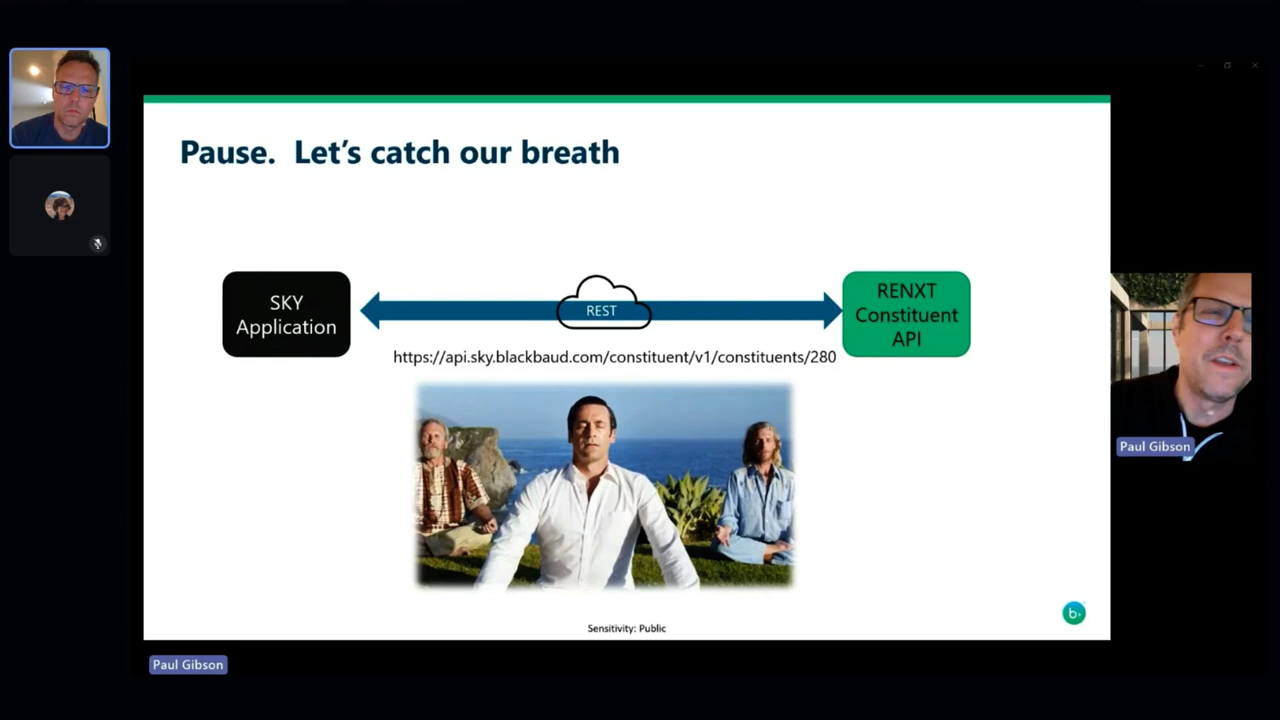 Pause.  Let's catch our breath
SKY
Application
REST
RENXT
Constituent
API
https://api.sky.blackbaud.com/constituent/v1/constituents/280
Paul Gibson
b
Sensitivity: Public
Paul Gibson